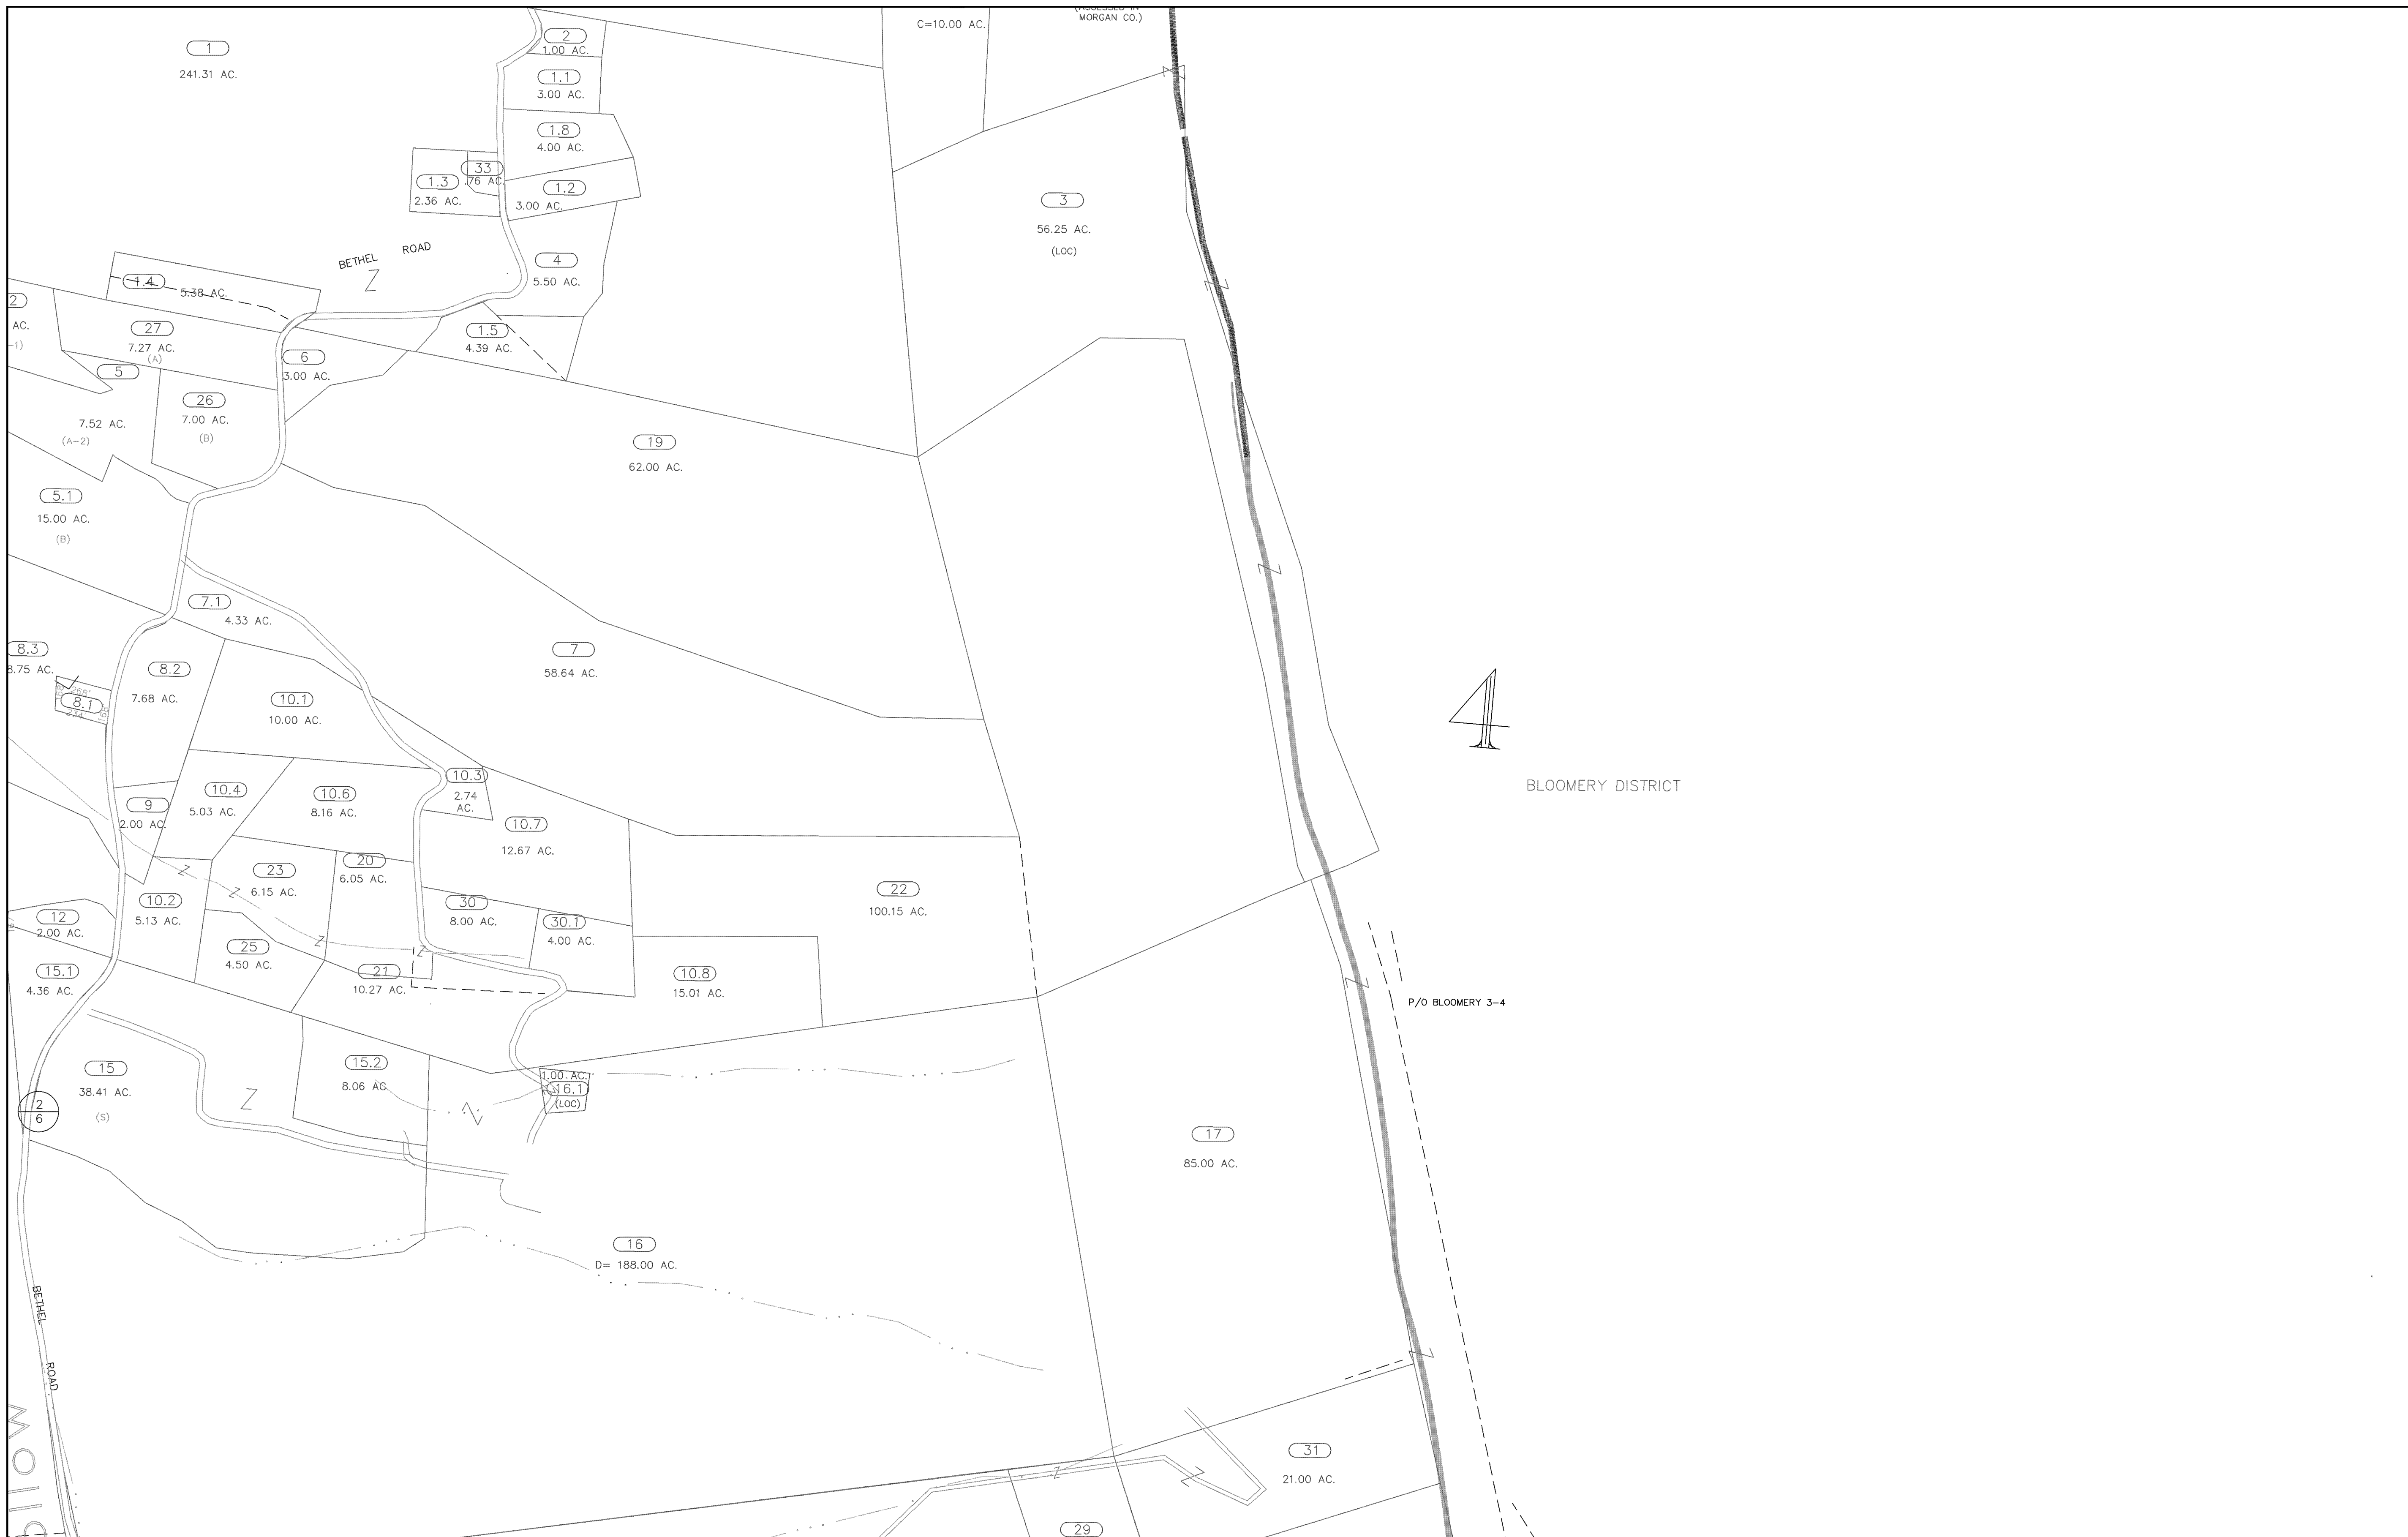 (ASSESSED IN
MORGAN CO.)
C=10.00 AC.
1
241.31 AC.
2
1.00 AC.
1.1
3.00 AC.
1.8
4.00 AC.
33
.76 AC.
1.3
2.36 AC.
1.2
3.00 AC.
3
56.25 AC.
(LOC)
BETHEL ROAD
4
5.50 AC.
1.4
5.38 AC.
2
AC.
-1)
27
7.27 AC.
(A)
1.5
4.39 AC.
6
3.00 AC.
5
7.52 AC.
(A-2)
26
7.00 AC.
(B)
19
62.00 AC.
5.1
15.00 AC.
(B)
7.1
4.33 AC.
8.3
8.75 AC.
8.2
7.68 AC.
7
58.64 AC.
268'
8.1
234'
10.1
10.00 AC.
4
BLOOMERY DISTRICT
10.3
2.74
AC.
10.4
5.03 AC.
10.6
8.16 AC.
9
2.00 AC.
10.7
12.67 AC.
23
6.15 AC.
20
6.05 AC.
22
100.15 AC.
10.2
5.13 AC.
30
8.00 AC.
30.1
4.00 AC.
12
2.00 AC.
25
4.50 AC.
15.1
4.36 AC.
21
10.27 AC.
10.8
15.01 AC.
P/O BLOOMERY 3-4
15
38.41 AC.
(S)
15.2
8.06 AC
1.00 AC.
16.1
(LOC)
2
6
17
85.00 AC.
16
D= 188.00 AC.
BETHEL
ROAD
31
21.00 AC.
29